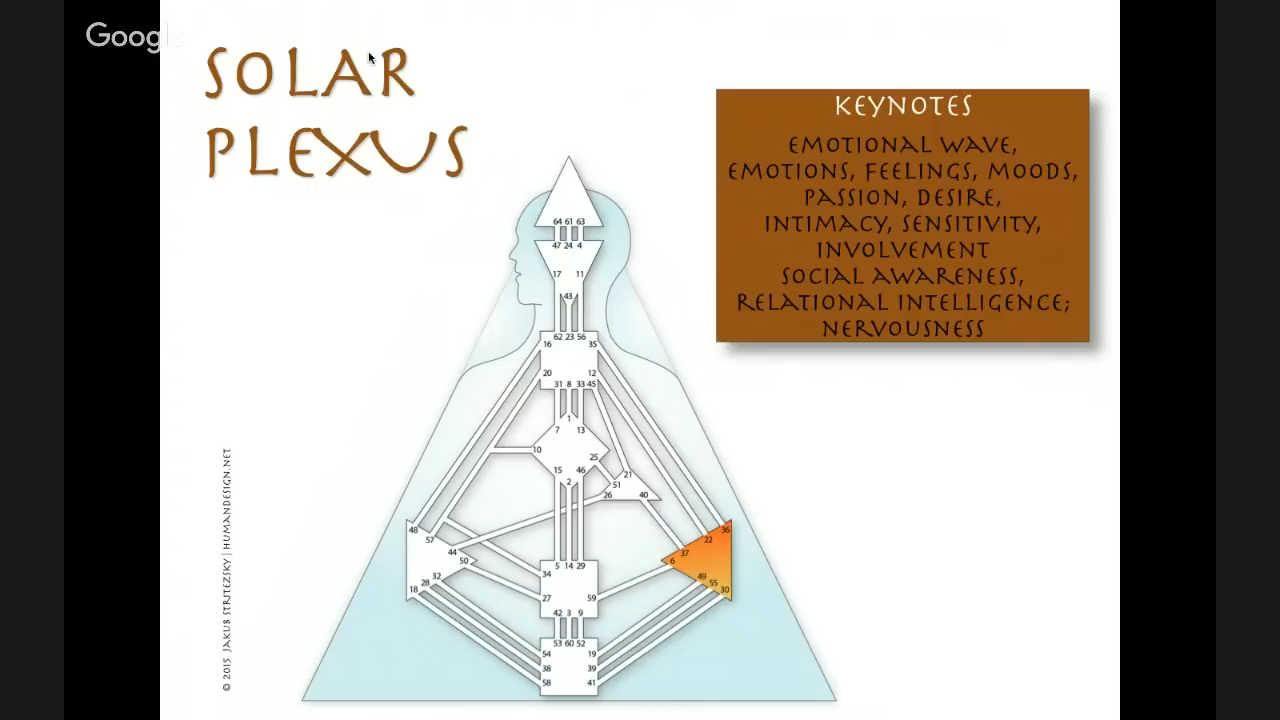 Google
SOLAR
PLEXUS
KEYNOTES
EMOTIONAL WAVE,
EMOTIONS, FEELINGS, MOODS,
PASSION, DESIRE,
INTIMACY, SENSITIVITY,
INVOLVEMENT
SOCIAL AWARENESS,
RELATIONAL INTELLIGENCE;
NERVOUSNESS
64 61 63
47 24 4
17 11
43
62 23 56
16 35
20 12
31 8 33 45
1
7 13
10
25
15 46
2
21
51
26 40
48 36
57 22
44 37
50 6
5 14 29
34
32 49
28 55
18 30
27 59
42 3 9
53 60 52
54 19
38 39
58 41
© 2015 JAKUB STRITEZSKY | HUMANDESIGN.NET